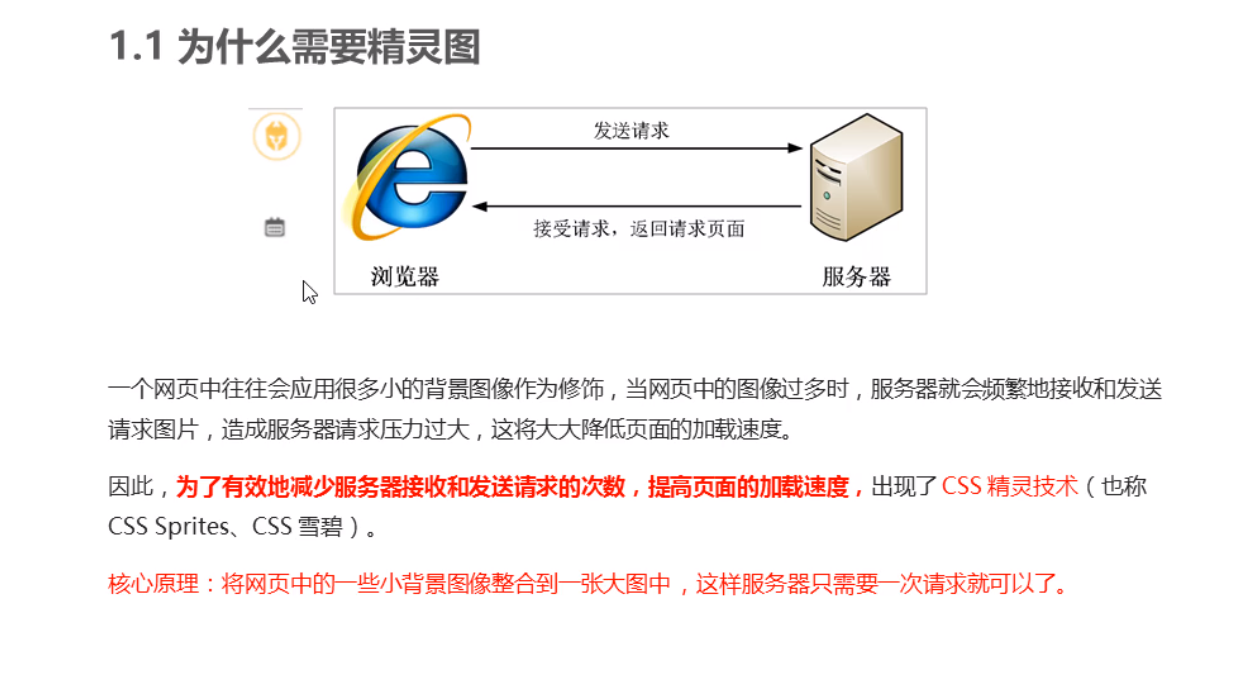 1.1 为什么需要精灵图
发送请求
接受请求，返回请求页面
浏览器
服务器
一个网页中往往会应用很多小的背景图像作为修饰，当网页中的图像过多时，服务器就会频繁地接收和发送
请求图片，造成服务器请求压力过大，这将大大降低页面的加载速度。
因此，为了有效地减少服务器接收和发送请求的次数，提高页面的加载速度，出现了 CSS 精灵技术（也称
CSS Sprites、CSS 雪碧）。
核心原理：将网页中的一些小背景图像整合到一张大图中 ，这样服务器只需要一次请求就可以了。